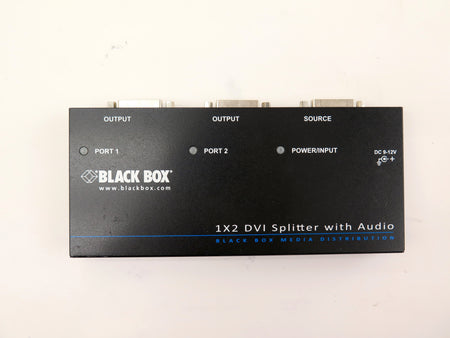 OUTPUT OUTPUT SOURCE
PORT 1 PORT 2 POWER/INPUT DC 9-12V
BLACK BOX®
www.blackbox.com
1X2 DVI Splitter with Audio
BLACK BOX MEDIA DISTRIBUTION